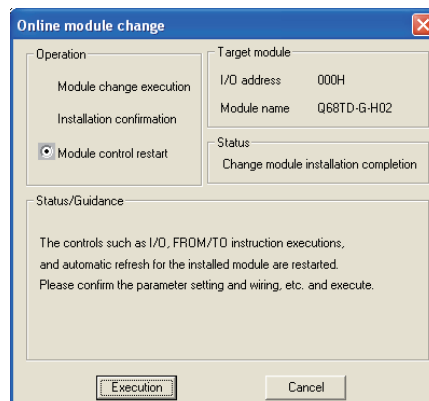 Online module change
Operation
Module change execution
Installation confirmation
Module control restart
Target module
I/O address 000H
Module name Q68TD-G-H02
Status
Change module installation completion
Status/Guidance
The controls such as I/O, FROM/TO instruction executions,
and automatic refresh for the installed module are restarted.
Please confirm the parameter setting and wiring, etc. and execute.
Execution
Cancel